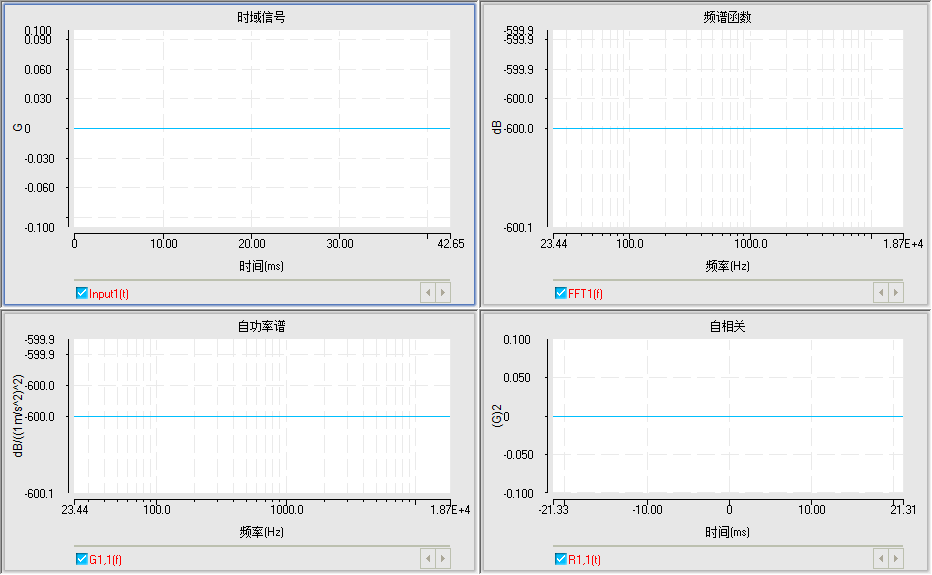 时域信号
0.100
0.090
0.060
0.030
0
-0.030
-0.060
-0.100
G
0 10.00 20.00 30.00 42.65
时间(ms)
Input1(t)
频谱函数
-599.9
-599.9
-599.9
-600.0
-600.0
-600.1
dB
23.44 100.0 1000.0 1.87E+4
频率(Hz)
FFT1(f)
自功率谱
-599.9
-599.9
-600.0
-600.0
-600.1
dB/((1m/s^2)^2)
23.44 100.0 1000.0 1.87E+4
频率(Hz)
G1,1(f)
自相关
0.100
0.050
0
-0.050
-0.100
(G)2
-21.33 -10.00 0 10.00 21.31
时间(ms)
R1,1(t)